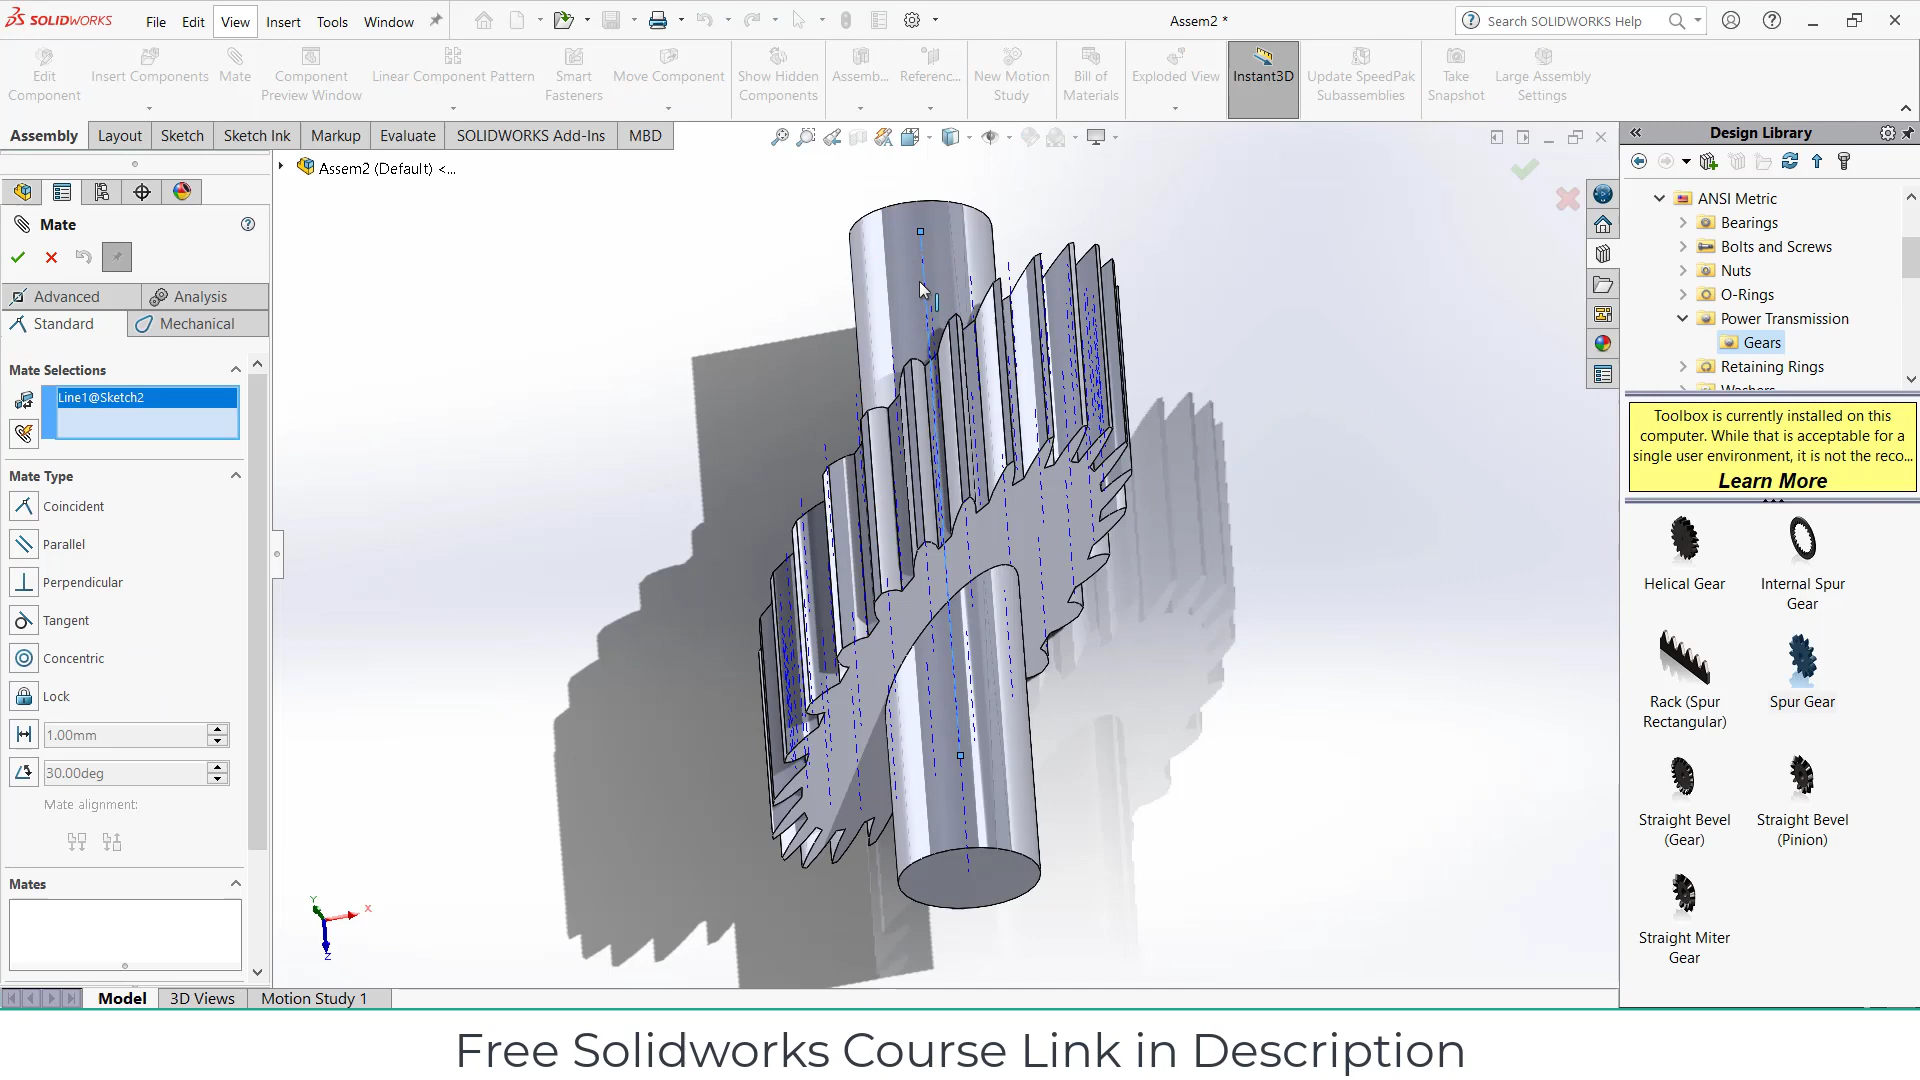 SOLIDWORKS
File Edit View Insert Tools Window
Assem2 *
Search SOLIDWORKS Help
Edit Component
Insert Components
Mate
Component Preview Window
Linear Component Pattern
Smart Fasteners
Move Component
Show Hidden Components
Assemb...
Referenc...
New Motion Study
Bill of Materials
Exploded View
Instant3D
Update SpeedPak Subassemblies
Take Snapshot
Large Assembly Settings
Assembly Layout Sketch Sketch Ink Markup Evaluate SOLIDWORKS Add-Ins MBD
Assem2 (Default) <...
Mate
Advanced Analysis
Standard Mechanical
Mate Selections
Line1@Sketch2
Mate Type
Coincident
Parallel
Perpendicular
Tangent
Concentric
Lock
1.00mm
30.00deg
Mate alignment:
Mates
Y
X
Z
Model 3D Views Motion Study 1
Design Library
ANSI Metric
Bearings
Bolts and Screws
Nuts
O-Rings
Power Transmission
Gears
Retaining Rings
Washers
Toolbox is currently installed on this
computer. While that is acceptable for a
single user environment, it is not the reco...
Learn More
Helical Gear
Internal Spur Gear
Rack (Spur Rectangular)
Spur Gear
Straight Bevel (Gear)
Straight Bevel (Pinion)
Straight Miter Gear
Free Solidworks Course Link in Description